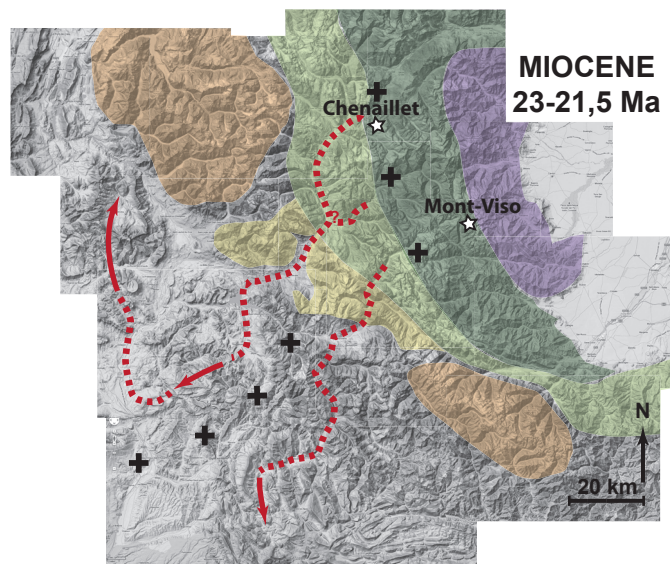 MIOCENE
23-21,5 Ma
Chenaillet
Mont-Viso
?
N
20 km